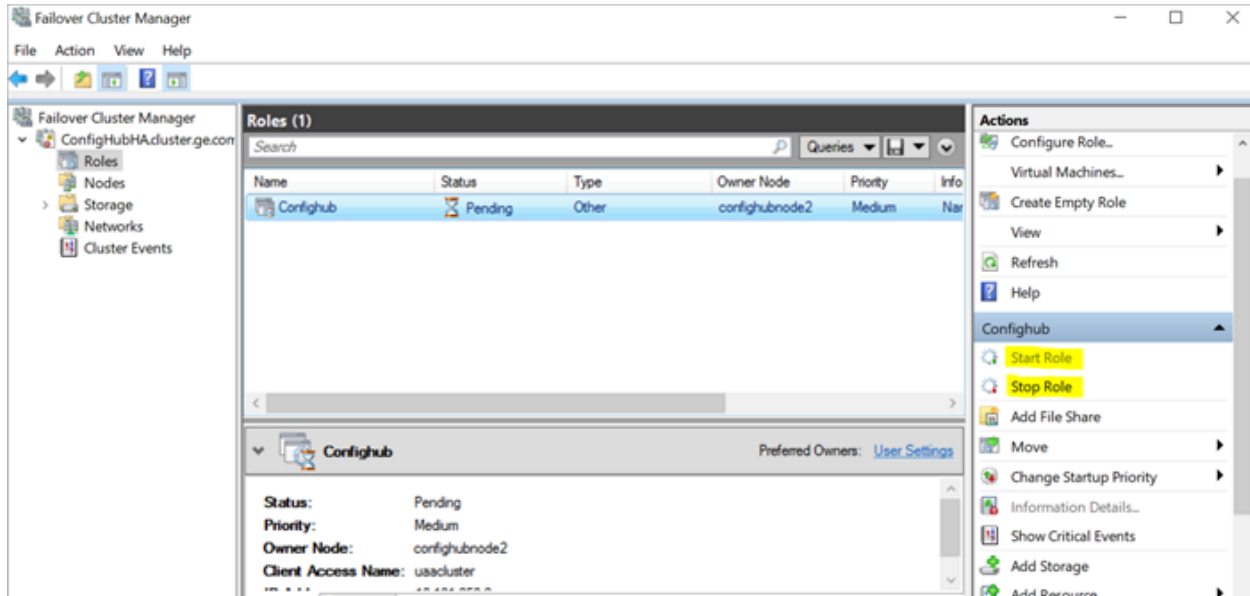 Failover Cluster Manager
File Action View Help
Failover Cluster Manager
ConfigHubHA.cluster.ge.com
Roles
Nodes
Storage
Networks
Cluster Events
Roles (1)
Search
Queries
Name Status Type Owner Node Priority Info
Confighub Pending Other confighubnode2 Medium Nar
Confighub
Preferred Owners: User Settings
Status: Pending
Priority: Medium
Owner Node: confighubnode2
Client Access Name: uaacluster
Actions
Configure Role...
Virtual Machines...
Create Empty Role
View
Refresh
Help
Confighub
Start Role
Stop Role
Add File Share
Move
Change Startup Priority
Information Details...
Show Critical Events
Add Storage
Add Resource